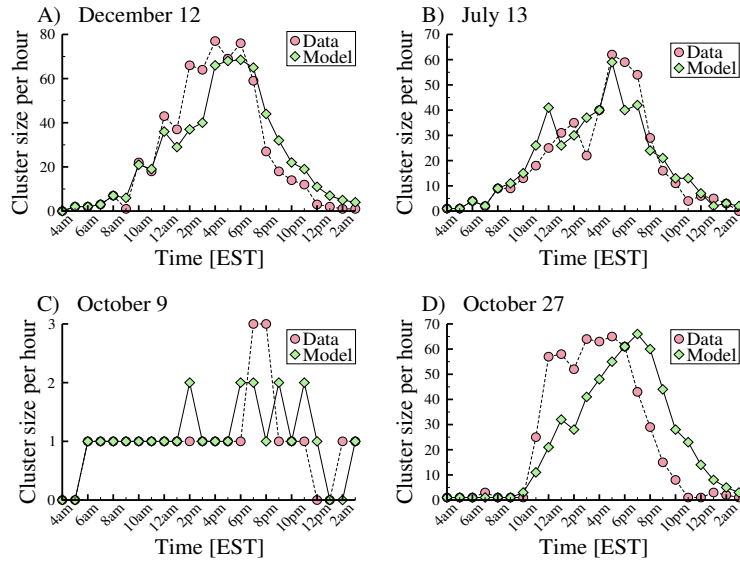 A) December 12
Cluster size per hour
80
60
40
20
0
Data
Model
4am 6am 8am 10am 12am 2pm 4pm 6pm 8pm 10pm 12pm 2am
Time [EST]
B) July 13
Cluster size per hour
70
60
50
40
30
20
10
0
Data
Model
4am 6am 8am 10am 12am 2pm 4pm 6pm 8pm 10pm 12pm 2am
Time [EST]
C) October 9
Cluster size per hour
3
2
1
0
Data
Model
4am 6am 8am 10am 12am 2pm 4pm 6pm 8pm 10pm 12pm 2am
Time [EST]
D) October 27
Cluster size per hour
70
60
50
40
30
20
10
0
Data
Model
4am 6am 8am 10am 12am 2pm 4pm 6pm 8pm 10pm 12pm 2am
Time [EST]